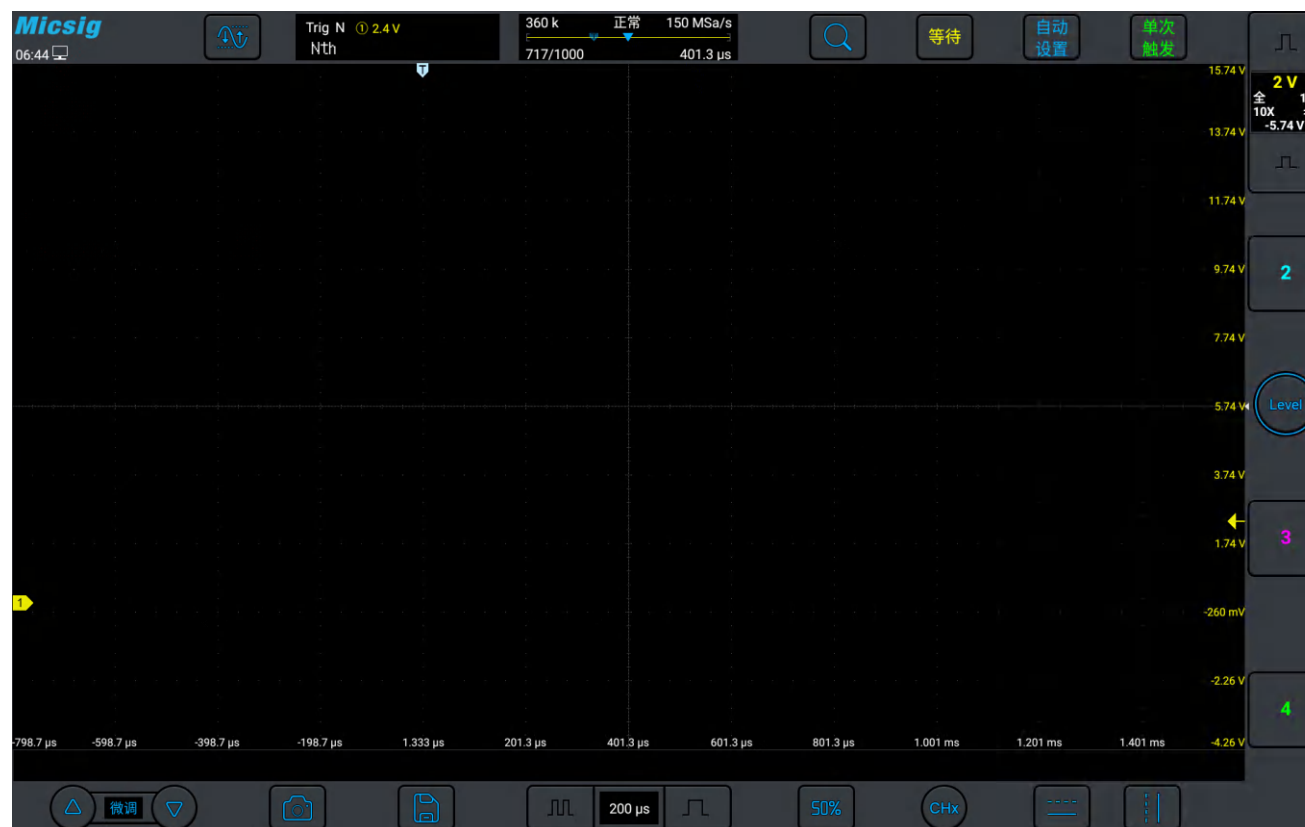 Micsig
06:44
Trig N ① 2.4 V
Nth
360 k 正常 150 MSa/s
717/1000 401.3 µs
等待
自动
设置
单次
触发
T
15.74 V
2 V
全 1
10X
-5.74 V
13.74 V
11.74 V
9.74 V
2
7.74 V
5.74 V
Level
3.74 V
1.74 V
3
1
-260 mV
-2.26 V
4
-798.7 µs -598.7 µs -398.7 µs -198.7 µs 1.333 µs 201.3 µs 401.3 µs 601.3 µs 801.3 µs 1.001 ms 1.201 ms 1.401 ms -4.26 V
微调
200 µs
50%
CHx